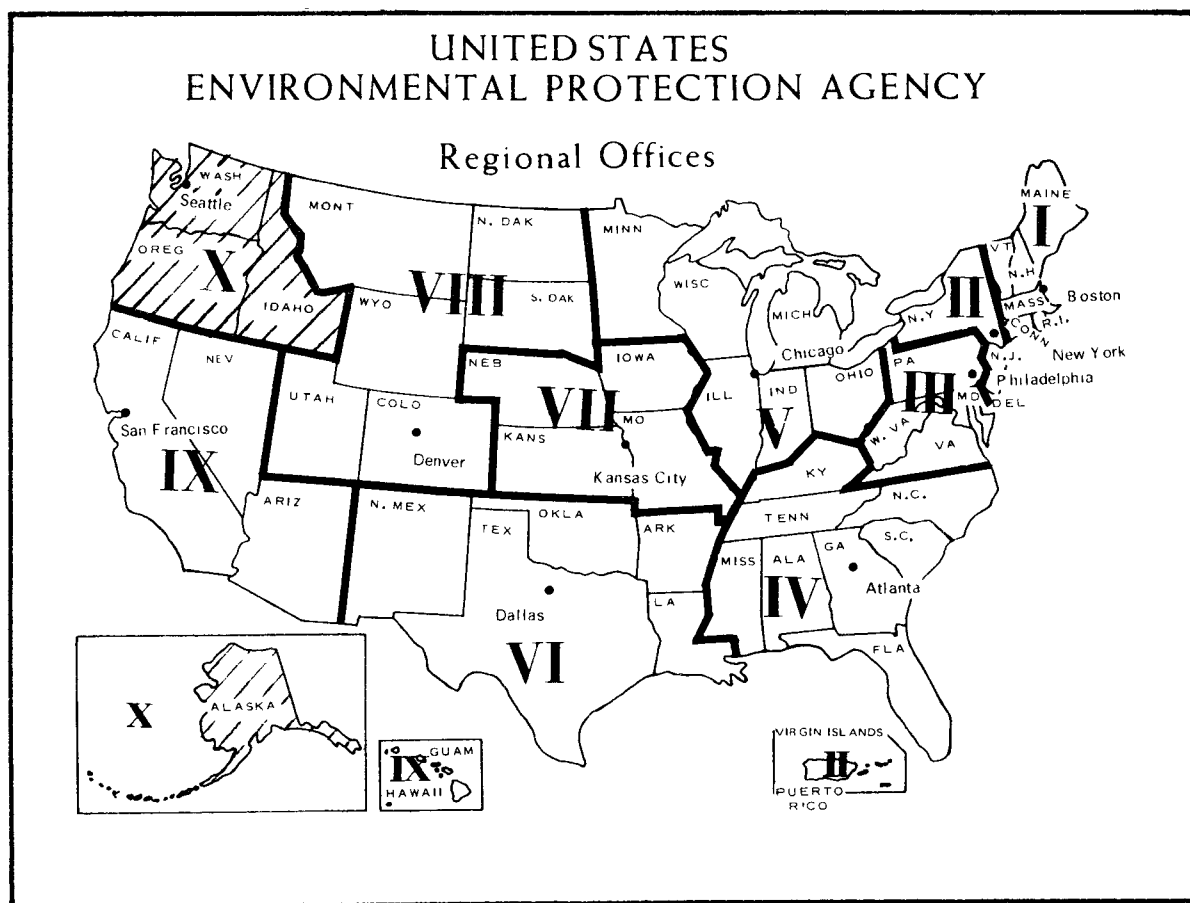 UNITED STATES
ENVIRONMENTAL PROTECTION AGENCY
Regional Offices
WASH
Seattle
OREG
X
IDAHO
MONT
N. DAK
VIII
WYO
S. DAK
MINN
WISC
MICH
MAINE
I
VT
N.H
MASS
Boston
CONN
R.I.
II
N.Y
New York
CALIF
NEV
San Francisco
IX
UTAH
COLO
Denver
NEB
IOWA
VII
KANS
MO
Kansas City
Chicago
ILL
IND
OHIO
V
PA
N.J.
Philadelphia
III
MD
DEL
W. VA
VA
KY
ARIZ
N. MEX
OKLA
TEX
ARK
Dallas
VI
LA
TENN
N.C.
S.C.
MISS
ALA
GA
IV
Atlanta
FLA
X
ALASKA
GUAM
IX
HAWAII
VIRGIN ISLANDS
II
PUERTO
RICO